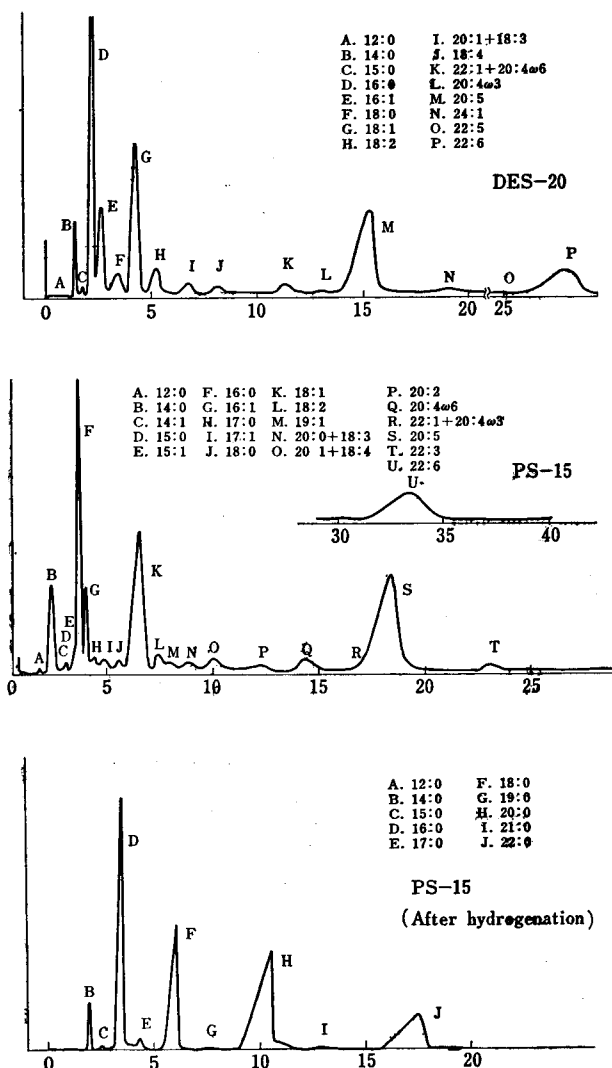 A. 12:0 I. 20:1+18:3
B. 14:0 J. 18:4
C. 15:0 K. 22:1+20:4ω6
D. 16:0 L. 20:4ω3
E. 16:1 M. 20:5
F. 18:0 N. 24:1
G. 18:1 O. 22:5
H. 18:2 P. 22:6
DES-20
A B C D E F G H I J K L M N O P
0 5 10 15 20 25
A. 12:0 F. 16:0 K. 18:1 P. 20:2
B. 14:0 G. 16:1 L. 18:2 Q. 20:4ω6
C. 14:1 H. 17:0 M. 19:1 R. 22:1+20:4ω3
D. 15:0 I. 17:1 N. 20:0+18:3 S. 20:5
E. 15:1 J. 18:0 O. 20 1+18:4 T. 22:3
U. 22:6
PS-15
U
30 35 40
A B C D E F G H I J K L M N O P Q R S T
0 5 10 15 20 25
A. 12:0 F. 18:0
B. 14:0 G. 19:0
C. 15:0 H. 20:0
D. 16:0 I. 21:0
E. 17:0 J. 22:0
PS-15
(After hydrogenation)
B C D E F G H I J
0 5 10 15 20